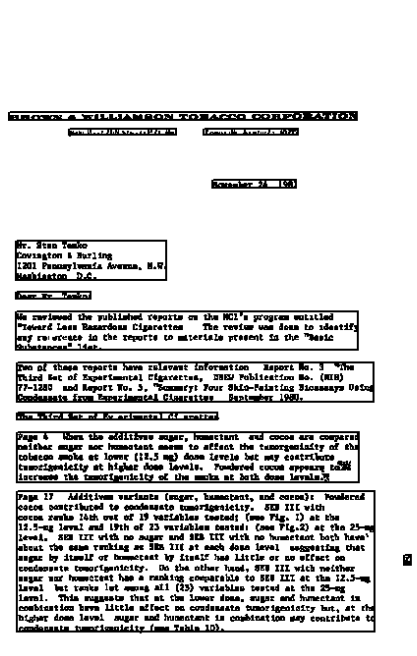 BROWN & WILLIAMSON TOBACCO CORPORATION
November 24 198
Mr. Stan Temko
Covington & Burling
1201 Pennsylvania Avenue, N.W.
Washington D.C.
Dear Mr. Temko:
We reviewed the published reports on the NCI's program entitled
"Toward Less Hazardous Cigarettes The review was done to identify
any reference in the reports to materials present in the "Basic
Substances" list.
Two of these reports have relevant information Report No. 3 "The
Third Set of Experimental Cigarettes, DHEW Publication No. (NIH)
77-1280 and Report No. 5, "Summary: Four Skin-Painting Bioassays Using
Condensate from Experimental Cigarettes September 1980.
The Third Set of Experimental Cigarettes
Page 4 When the additives sugar, humectant and cocoa are compared
neither sugar nor humectant seems to affect the tumorigenicity of the
tobacco smoke at lower (12.5 mg) dose levels but may contribute
tumorigenicity at higher dose levels. Powdered cocoa appears to
increase the tumorigenicity of the smoke at both dose levels.
Page 17 Additives variants (sugar, humectant, and cocoa): Powdered
cocoa contributed to condensate tumorigenicity. SEB III with
cocoa ranks 14th out of 19 variables tested; (see Fig. 1) at the
12.5-mg level and 19th of 23 variables tested: (see Fig.2) at the 25-mg
level. SEB III with no sugar and SEB III with no humectant both have
about the same ranking as SEB III at each dose level suggesting that
sugar by itself or humectant by itself has little or no effect on
condensate tumorigenicity. On the other hand, SEB III with neither
sugar nor humectant has a ranking comparable to SEB III at the 12.5-mg
level but ranks 1st among all (23) variables tested at the 25-mg
level. This suggests that at the lower dose, sugar and humectant in
combination have little affect on condensate tumorigenicity but, at the
higher dose level sugar and humectant in combination may contribute to
condensate tumorigenicity (see Table 10).